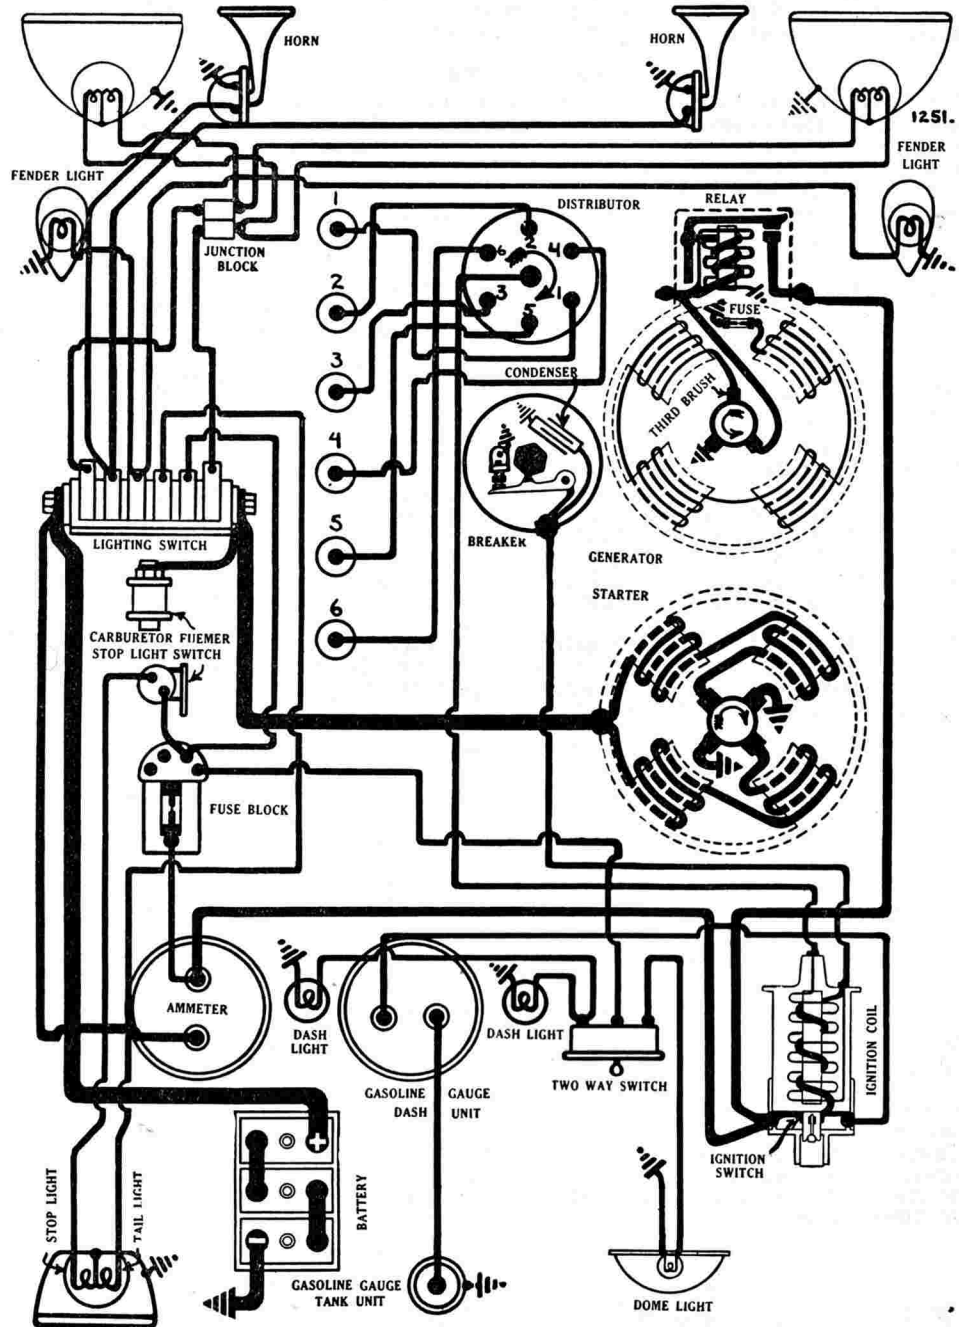 HORN
HORN
1251.
FENDER LIGHT
FENDER
LIGHT
1
DISTRIBUTOR
RELAY
2
4
6
JUNCTION
BLOCK
2
3
1
5
FUSE
3
CONDENSER
THIRD BRUSH
4
LIGHTING SWITCH
5
BREAKER
GENERATOR
STARTER
6
CARBURETOR FUEMER
STOP LIGHT SWITCH
FUSE BLOCK
AMMETER
DASH
LIGHT
DASH LIGHT
IGNITION COIL
GASOLINE GAUGE
DASH UNIT
TWO WAY SWITCH
IGNITION
SWITCH
STOP LIGHT
TAIL LIGHT
BATTERY
GASOLINE GAUGE
TANK UNIT
DOME LIGHT